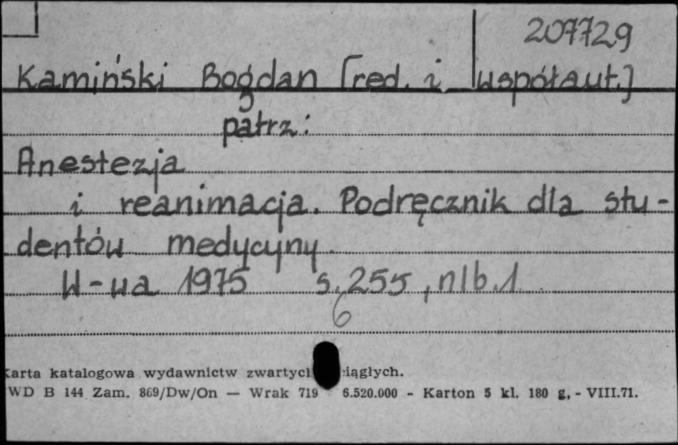 207729
Kamiński Bogdan [red. i współaut.]
patrz:
Anestezja
i reanimacja. Podręcznik dla stu-
dentów medycyny.
W-wa 1975 s. 255, nlb. 1
6
Karta katalogowa wydawnictw zwartych ciągłych.
WD B 144 Zam. 869/Dw/On — Wrak 719 6.520.000 - Karton 5 kl. 180 g, - VIII.71.